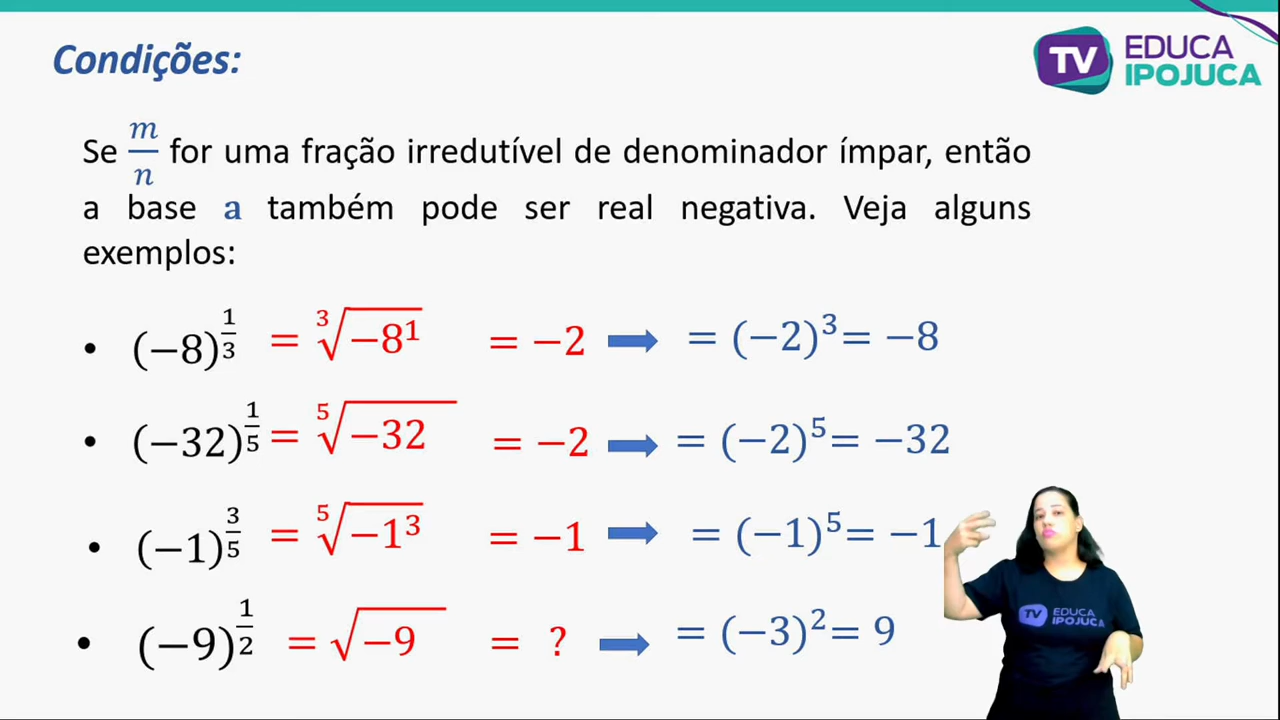 Condições:
TV EDUCA
IPOJUCA
Se m/n for uma fração irredutível de denominador ímpar, então
a base a também pode ser real negativa. Veja alguns
exemplos:
• (−8)^(1/3) = ∛(−8¹) = −2 ➡ = (−2)³= −8
• (−32)^(1/5) = ⁵√(−32) = −2 ➡ = (−2)⁵= −32
• (−1)^(3/5) = ⁵√(−1³) = −1 ➡ = (−1)⁵= −1
• (−9)^(1/2) = √(−9) = ? ➡ = (−3)²= 9
TV EDUCA
IPOJUCA